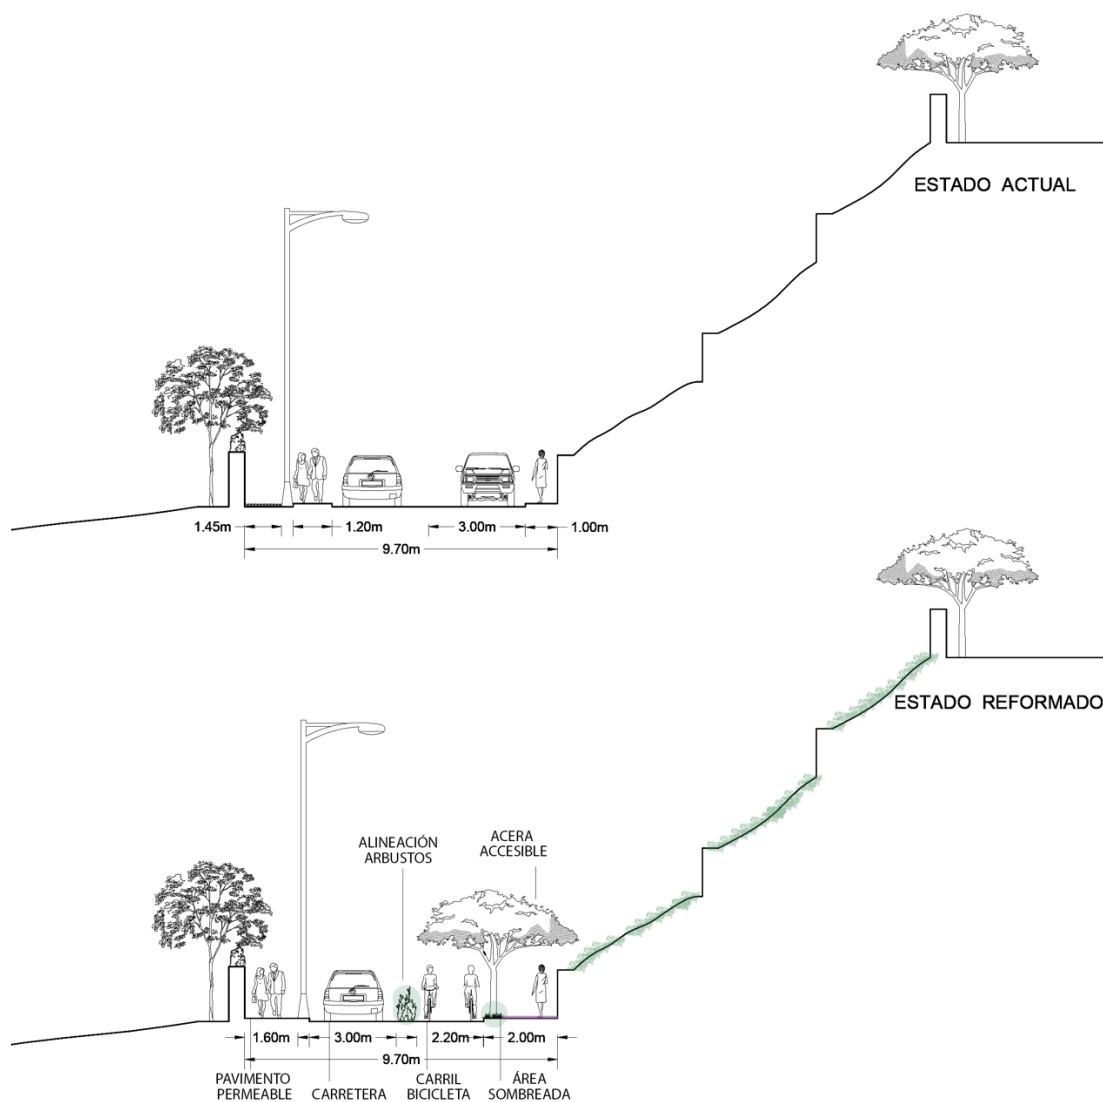 ESTADO ACTUAL
1.45m
1.20m
3.00m
1.00m
9.70m
ESTADO REFORMADO
ALINEACIÓN
ARBUSTOS
ACERA
ACCESIBLE
1.60m
3.00m
2.20m
2.00m
9.70m
PAVIMENTO
PERMEABLE
CARRETERA
CARRIL
BICICLETA
ÁREA
SOMBREADA